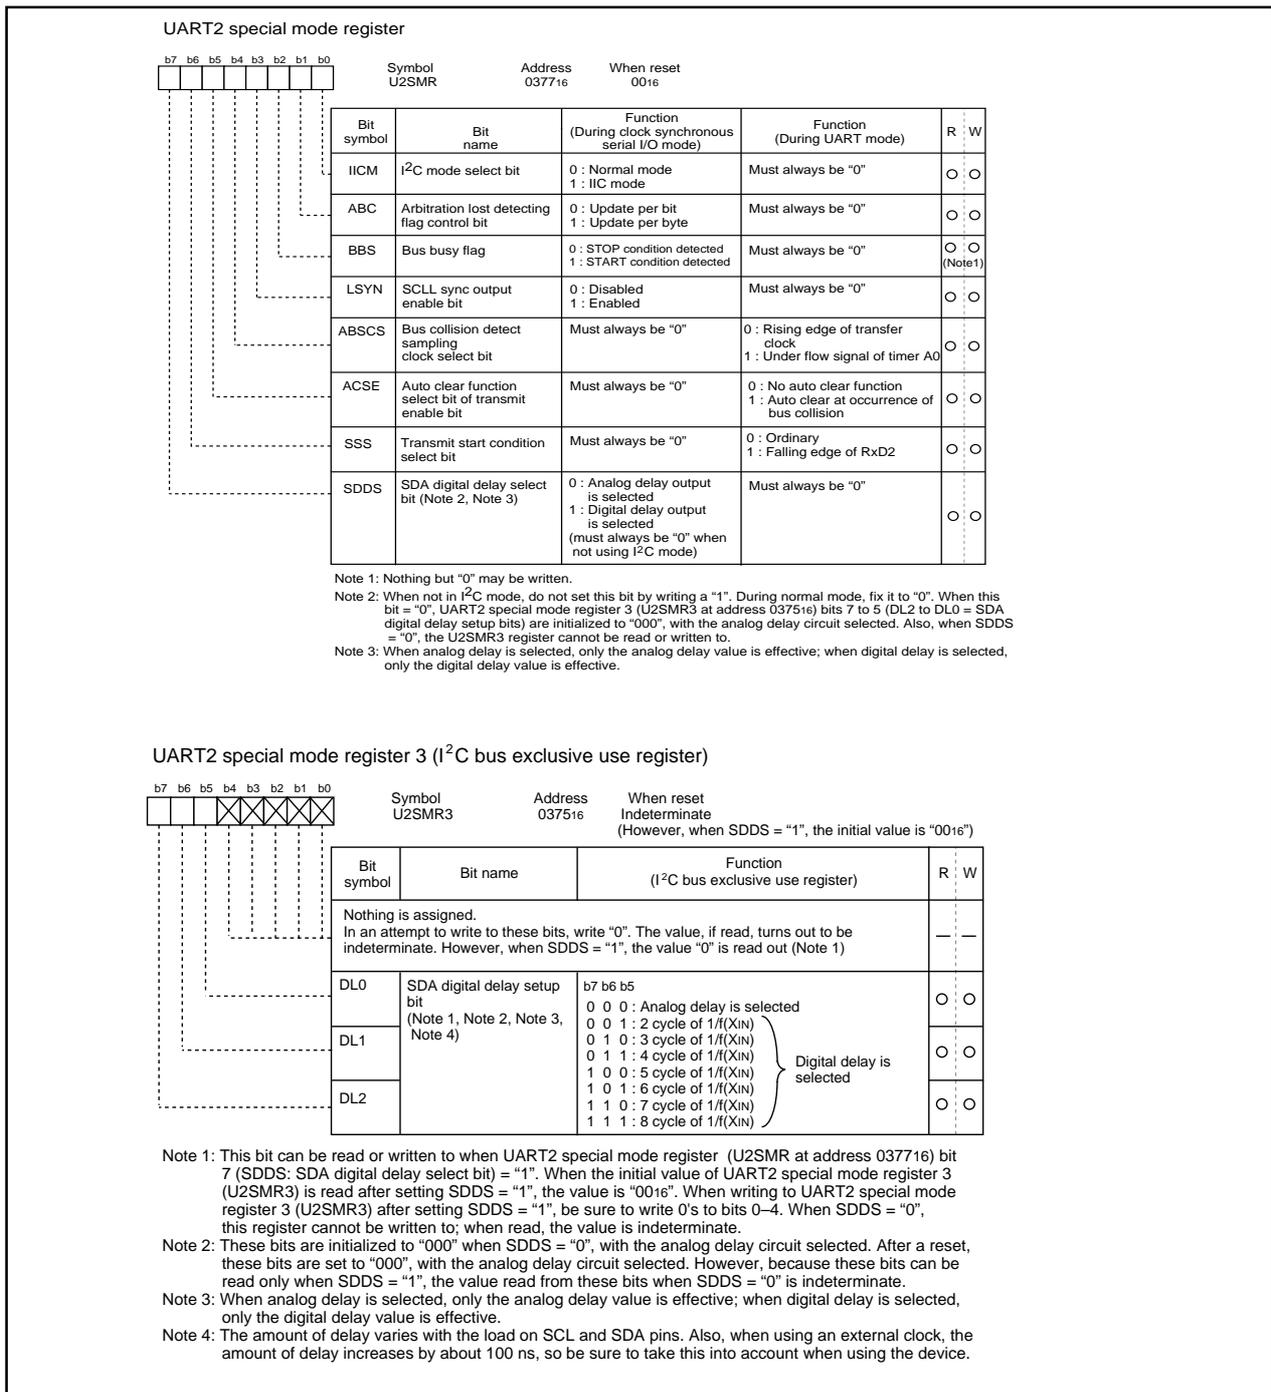 UART2 special mode register
b7 b6 b5 b4 b3 b2 b1 b0
Symbol Address When reset
U2SMR 037716 0016
Bit symbol Bit name Function (During clock synchronous serial I/O mode) Function (During UART mode) R W
IICM I2C mode select bit 0 : Normal mode Must always be “0”
1 : IIC mode
ABC Arbitration lost detecting 0 : Update per bit Must always be “0”
flag control bit 1 : Update per byte
BBS Bus busy flag 0 : STOP condition detected Must always be “0”
1 : START condition detected (Note1)
LSYN SCLL sync output 0 : Disabled Must always be “0”
enable bit 1 : Enabled
ABSCS Bus collision detect Must always be “0” 0 : Rising edge of transfer
sampling clock
clock select bit 1 : Under flow signal of timer A0
ACSE Auto clear function Must always be “0” 0 : No auto clear function
select bit of transmit 1 : Auto clear at occurrence of
enable bit bus collision
SSS Transmit start condition Must always be “0” 0 : Ordinary
select bit 1 : Falling edge of RxD2
SDDS SDA digital delay select 0 : Analog delay output Must always be “0”
bit (Note 2, Note 3) is selected
1 : Digital delay output
is selected
(must always be “0” when
not using I2C mode)
Note 1: Nothing but “0” may be written.
Note 2: When not in I2C mode, do not set this bit by writing a “1”. During normal mode, fix it to “0”. When this
bit = “0”, UART2 special mode register 3 (U2SMR3 at address 037516) bits 7 to 5 (DL2 to DL0 = SDA
digital delay setup bits) are initialized to “000”, with the analog delay circuit selected. Also, when SDDS
= “0”, the U2SMR3 register cannot be read or written to.
Note 3: When analog delay is selected, only the analog delay value is effective; when digital delay is selected,
only the digital delay value is effective.
UART2 special mode register 3 (I2C bus exclusive use register)
b7 b6 b5 b4 b3 b2 b1 b0
Symbol Address When reset
U2SMR3 037516 Indeterminate
(However, when SDDS = “1”, the initial value is “0016”)
Bit symbol Bit name Function (I2C bus exclusive use register) R W
Nothing is assigned.
In an attempt to write to these bits, write “0”. The value, if read, turns out to be
indeterminate. However, when SDDS = “1”, the value “0” is read out (Note 1)
DL0 SDA digital delay setup b7 b6 b5
bit 0 0 0 : Analog delay is selected
(Note 1, Note 2, Note 3, 0 0 1 : 2 cycle of 1/f(XIN)
Note 4) 0 1 0 : 3 cycle of 1/f(XIN)
DL1 0 1 1 : 4 cycle of 1/f(XIN) Digital delay is
1 0 0 : 5 cycle of 1/f(XIN) selected
1 0 1 : 6 cycle of 1/f(XIN)
DL2 1 1 0 : 7 cycle of 1/f(XIN)
1 1 1 : 8 cycle of 1/f(XIN)
Note 1: This bit can be read or written to when UART2 special mode register (U2SMR at address 037716) bit
7 (SDDS: SDA digital delay select bit) = “1”. When the initial value of UART2 special mode register 3
(U2SMR3) is read after setting SDDS = “1”, the value is “0016”. When writing to UART2 special mode
register 3 (U2SMR3) after setting SDDS = “1”, be sure to write 0's to bits 0–4. When SDDS = “0”,
this register cannot be written to; when read, the value is indeterminate.
Note 2: These bits are initialized to “000” when SDDS = “0”, with the analog delay circuit selected. After a reset,
these bits are set to “000”, with the analog delay circuit selected. However, because these bits can be
read only when SDDS = “1”, the value read from these bits when SDDS = “0” is indeterminate.
Note 3: When analog delay is selected, only the analog delay value is effective; when digital delay is selected,
only the digital delay value is effective.
Note 4: The amount of delay varies with the load on SCL and SDA pins. Also, when using an external clock, the
amount of delay increases by about 100 ns, so be sure to take this into account when using the device.